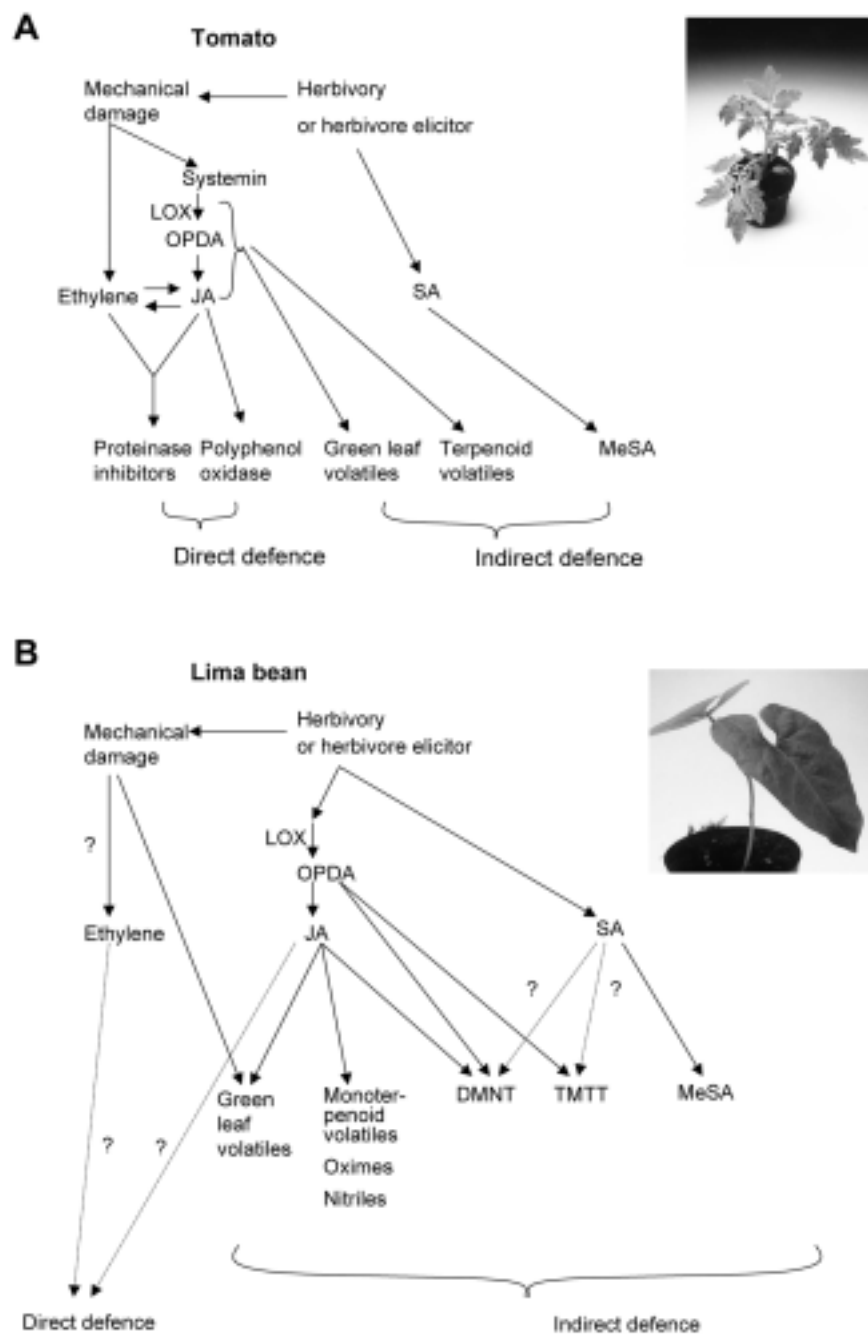 A
Tomato
Mechanical
damage
Herbivory
or herbivore elicitor
Systemin
LOX
OPDA
Ethylene
JA
SA
Proteinase
inhibitors
Polyphenol
oxidase
Green leaf
volatiles
Terpenoid
volatiles
MeSA
Direct defence
Indirect defence
B
Lima bean
Mechanical
damage
Herbivory
or herbivore elicitor
?
LOX
OPDA
Ethylene
JA
SA
?
?
Green
leaf
volatiles
Monoter-
penoid
volatiles
Oximes
Nitriles
DMNT
TMTT
MeSA
?
?
Direct defence
Indirect defence